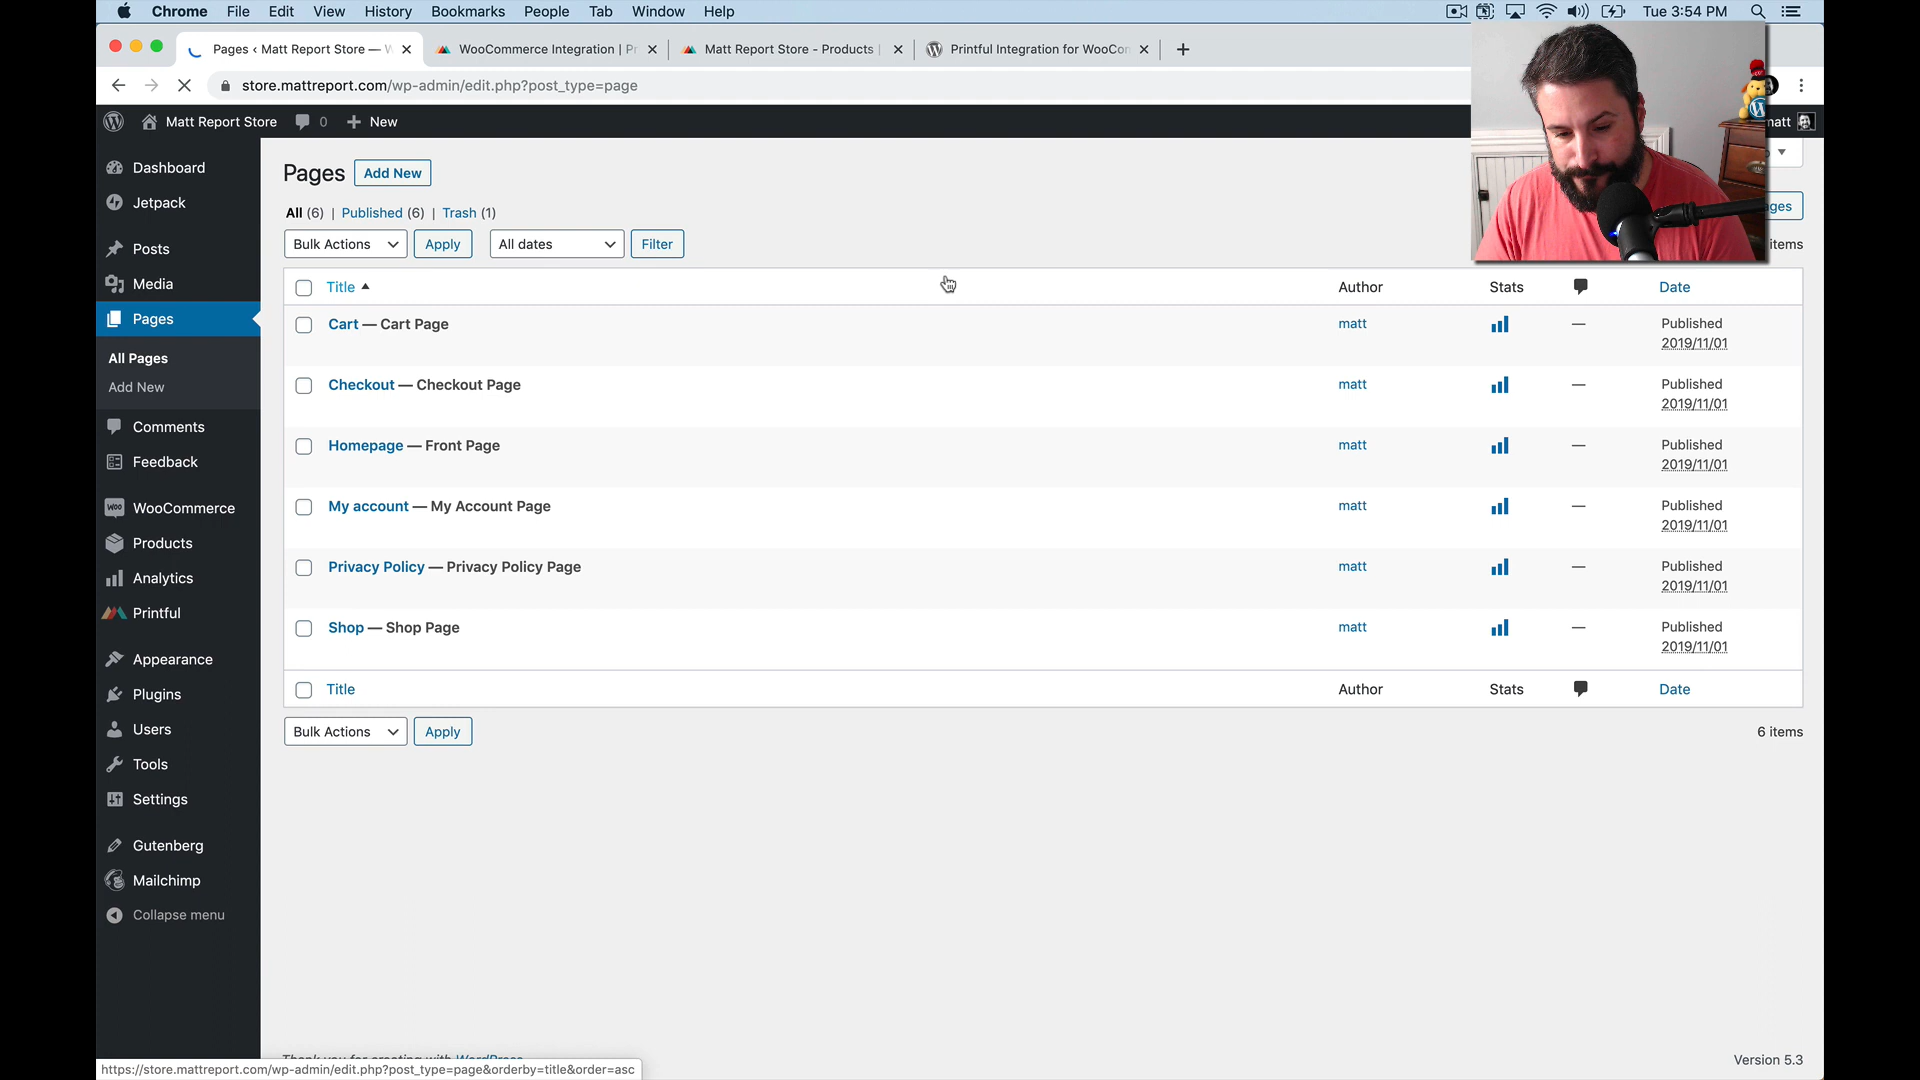 Chrome File Edit View History Bookmarks People Tab Window Help Tue 3:54 PM
Pages ‹ Matt Report Store — W WooCommerce Integration | Pr Matt Report Store - Products | Printful Integration for WooCom
store.mattreport.com/wp-admin/edit.php?post_type=page
Matt Report Store 0 New matt
Dashboard
Jetpack
Posts
Media
Pages
All Pages
Add New
Comments
Feedback
WooCommerce
Products
Analytics
Printful
Appearance
Plugins
Users
Tools
Settings
Gutenberg
Mailchimp
Collapse menu
Pages Add New
All (6) | Published (6) | Trash (1)
ges
Bulk Actions Apply All dates Filter items
Title Author Stats Date
Cart — Cart Page matt — Published
2019/11/01
Checkout — Checkout Page matt — Published
2019/11/01
Homepage — Front Page matt — Published
2019/11/01
My account — My Account Page matt — Published
2019/11/01
Privacy Policy — Privacy Policy Page matt — Published
2019/11/01
Shop — Shop Page matt — Published
2019/11/01
Title Author Stats Date
Bulk Actions Apply 6 items
Thank you for creating with WordPress Version 5.3
https://store.mattreport.com/wp-admin/edit.php?post_type=page&orderby=title&order=asc